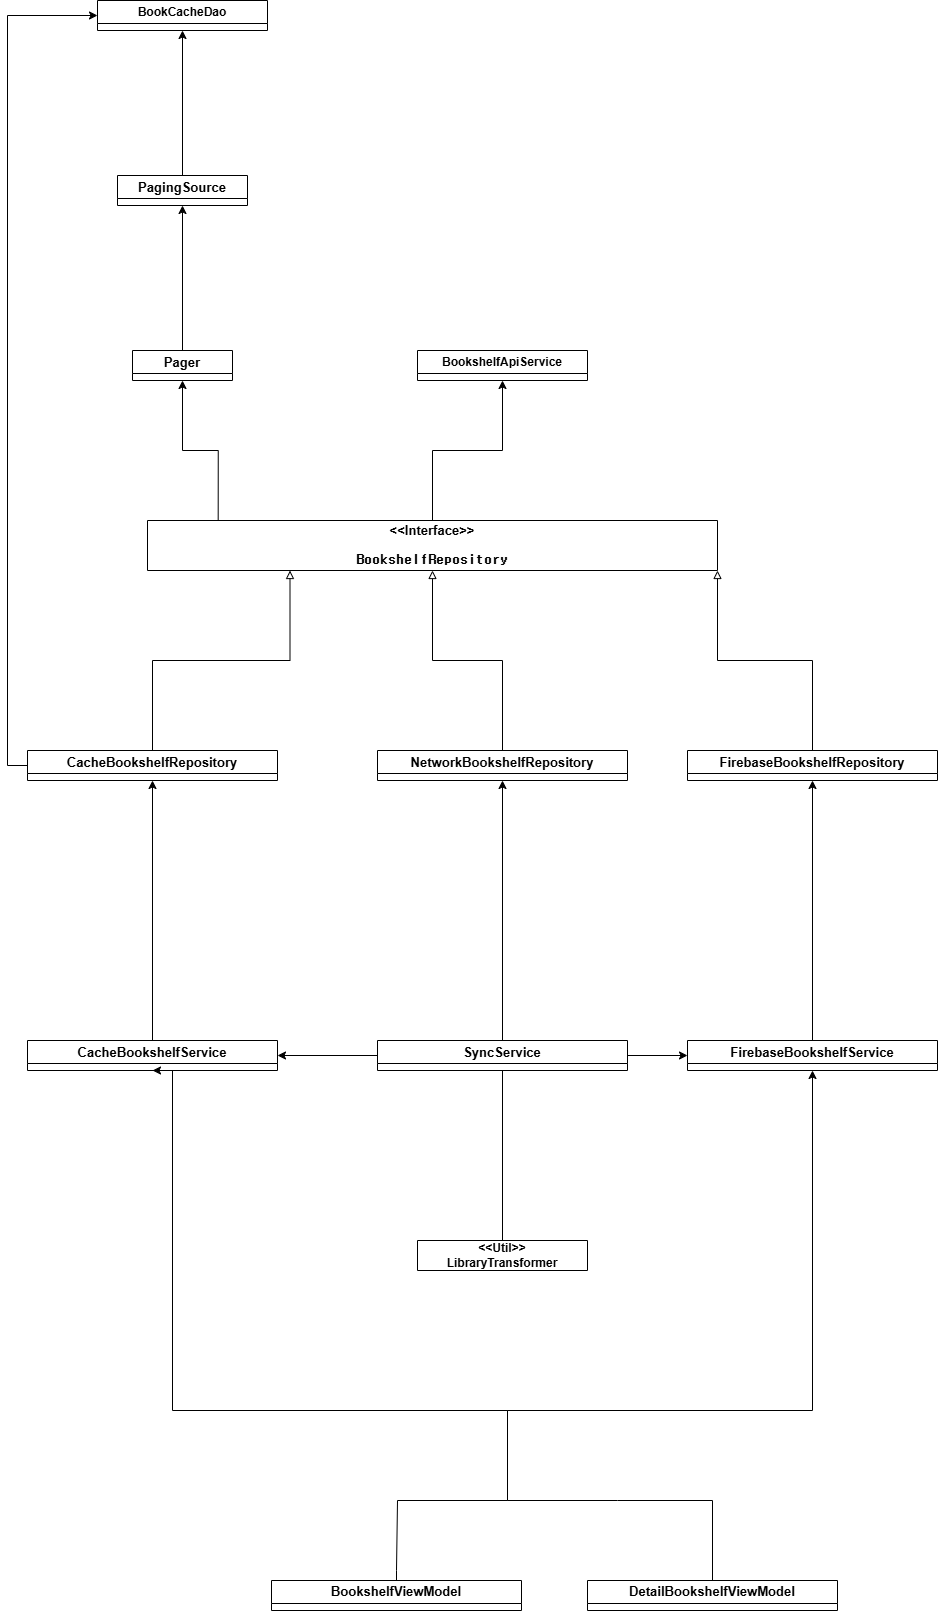 BookCacheDao
PagingSource
Pager
BookshelfApiService
<<Interface>>
BookshelfRepository
CacheBookshelfRepository
NetworkBookshelfRepository
FirebaseBookshelfRepository
CacheBookshelfService
SyncService
FirebaseBookshelfService
<<Util>>
LibraryTransformer
BookshelfViewModel
DetailBookshelfViewModel